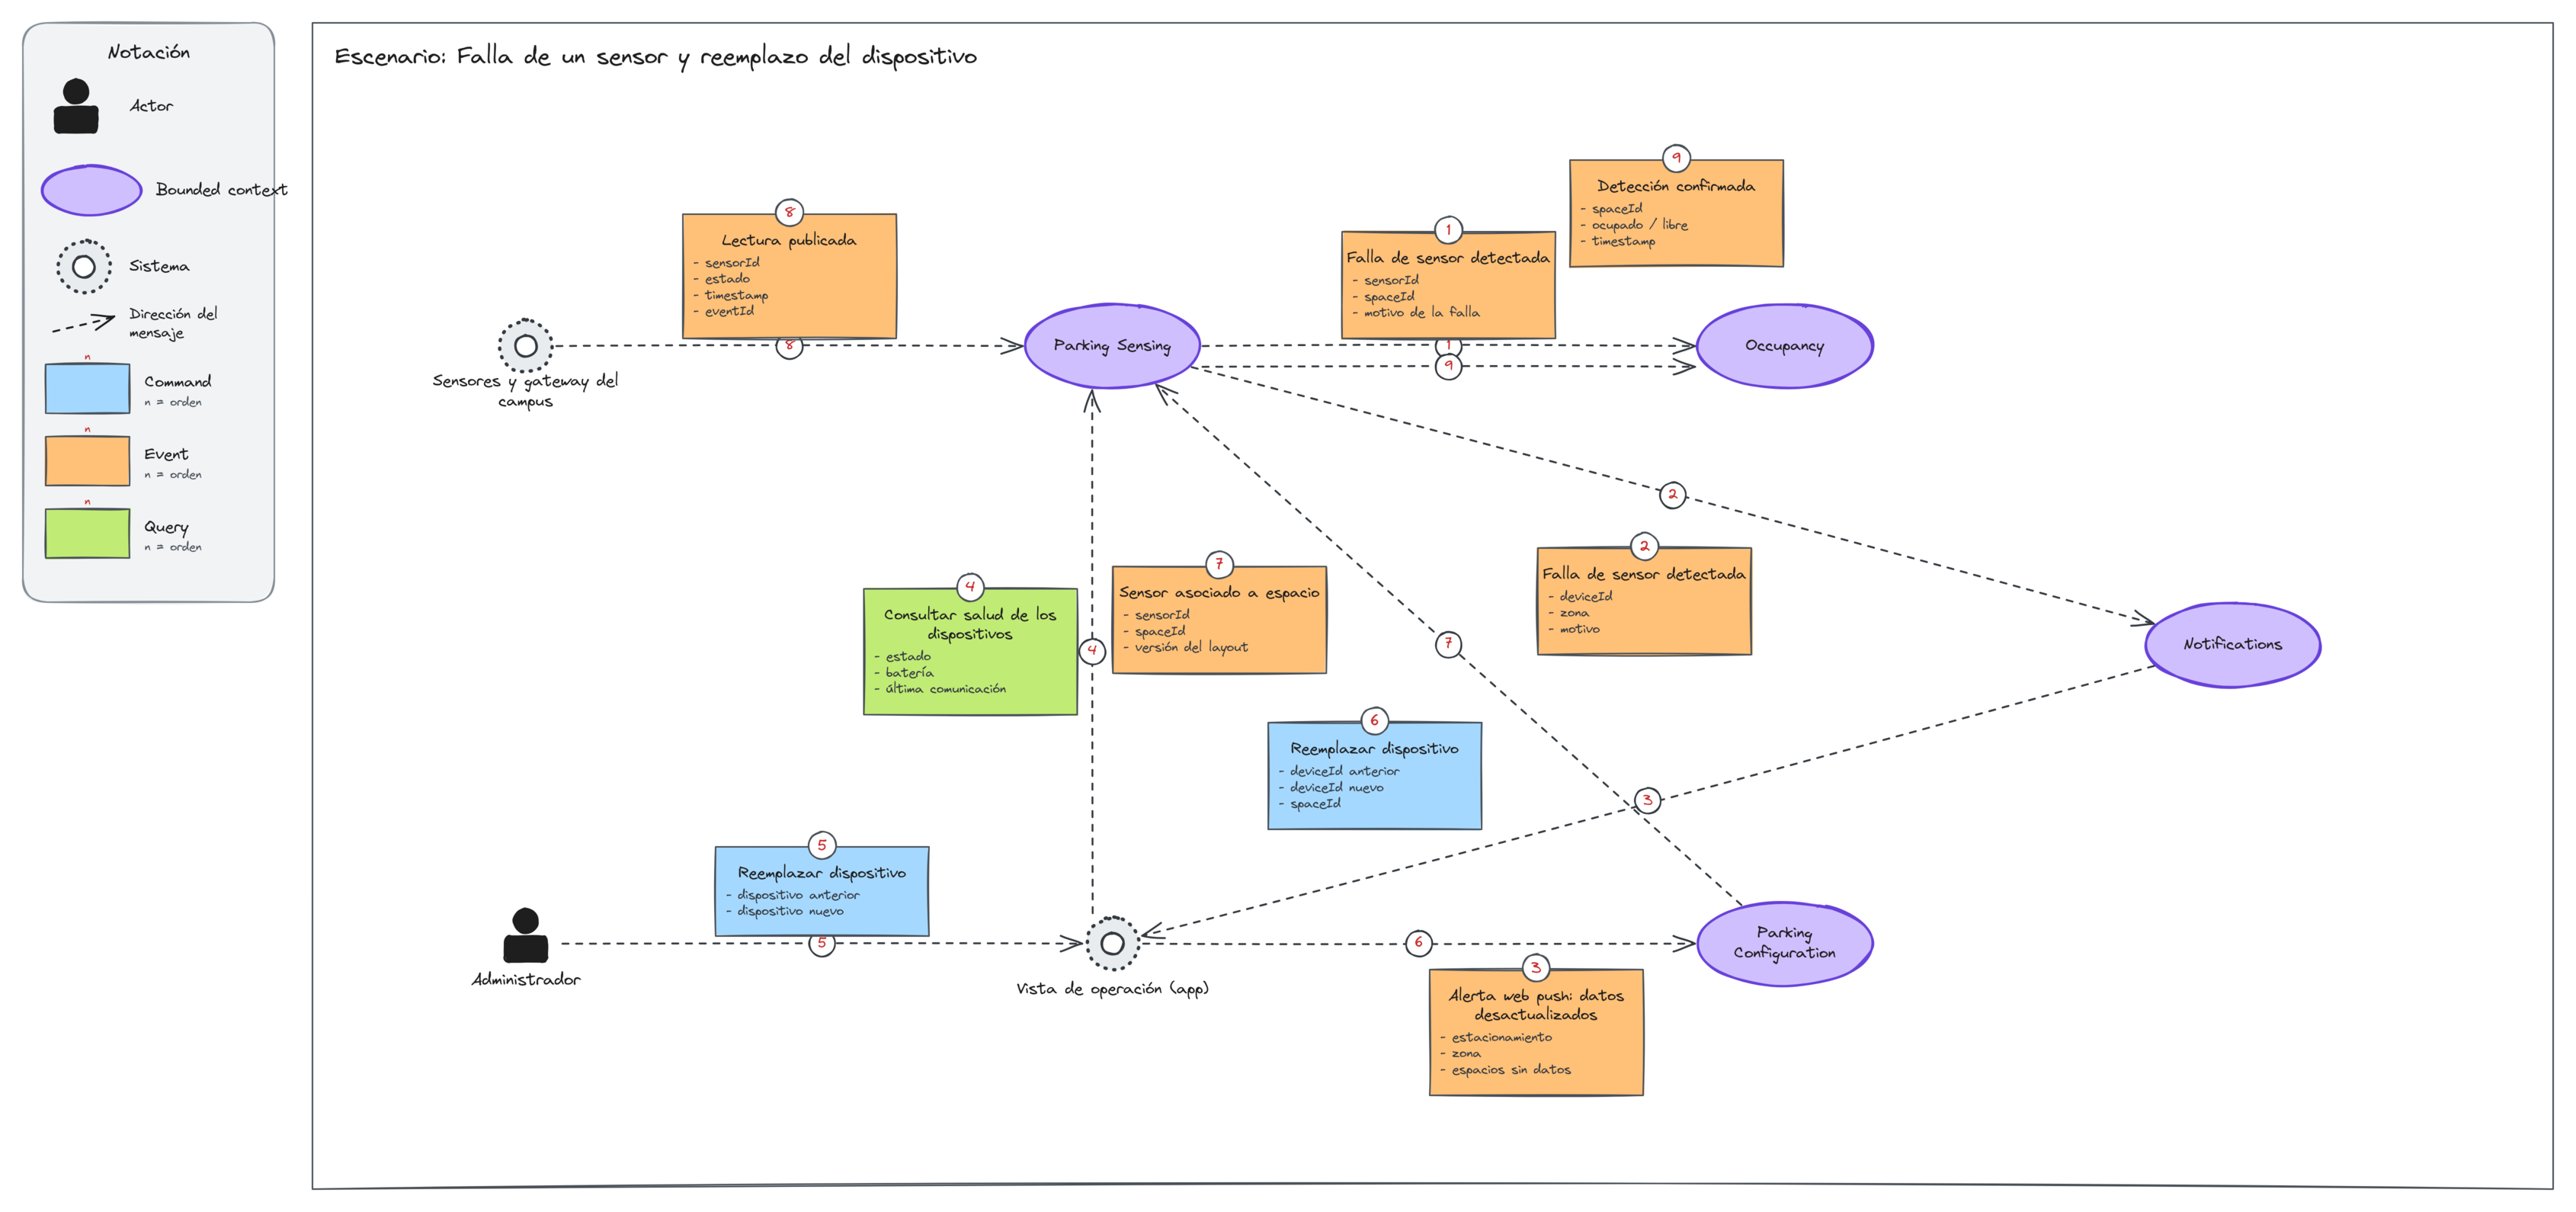 Notación
Actor
Bounded context
Sistema
Dirección del
mensaje
n
Command
n = orden
n
Event
n = orden
n
Query
n = orden
Escenario: Falla de un sensor y reemplazo del dispositivo
9
Detección confirmada
- spaceId
- ocupado / libre
- timestamp
8
Lectura publicada
- sensorId
- estado
- timestamp
- eventId
8
1
Falla de sensor detectada
- sensorId
- spaceId
- motivo de la falla
1
9
Sensores y gateway del
campus
Parking Sensing
Occupancy
2
2
Falla de sensor detectada
- deviceId
- zona
- motivo
4
Consultar salud de los
dispositivos
- estado
- batería
- última comunicación
4
7
Sensor asociado a espacio
- sensorId
- spaceId
- versión del layout
7
Notifications
6
Reemplazar dispositivo
- deviceId anterior
- deviceId nuevo
- spaceId
3
5
Reemplazar dispositivo
- dispositivo anterior
- dispositivo nuevo
5
Administrador
Vista de operación (app)
6
Parking
Configuration
3
Alerta web push: datos
desactualizados
- estacionamiento
- zona
- espacios sin datos